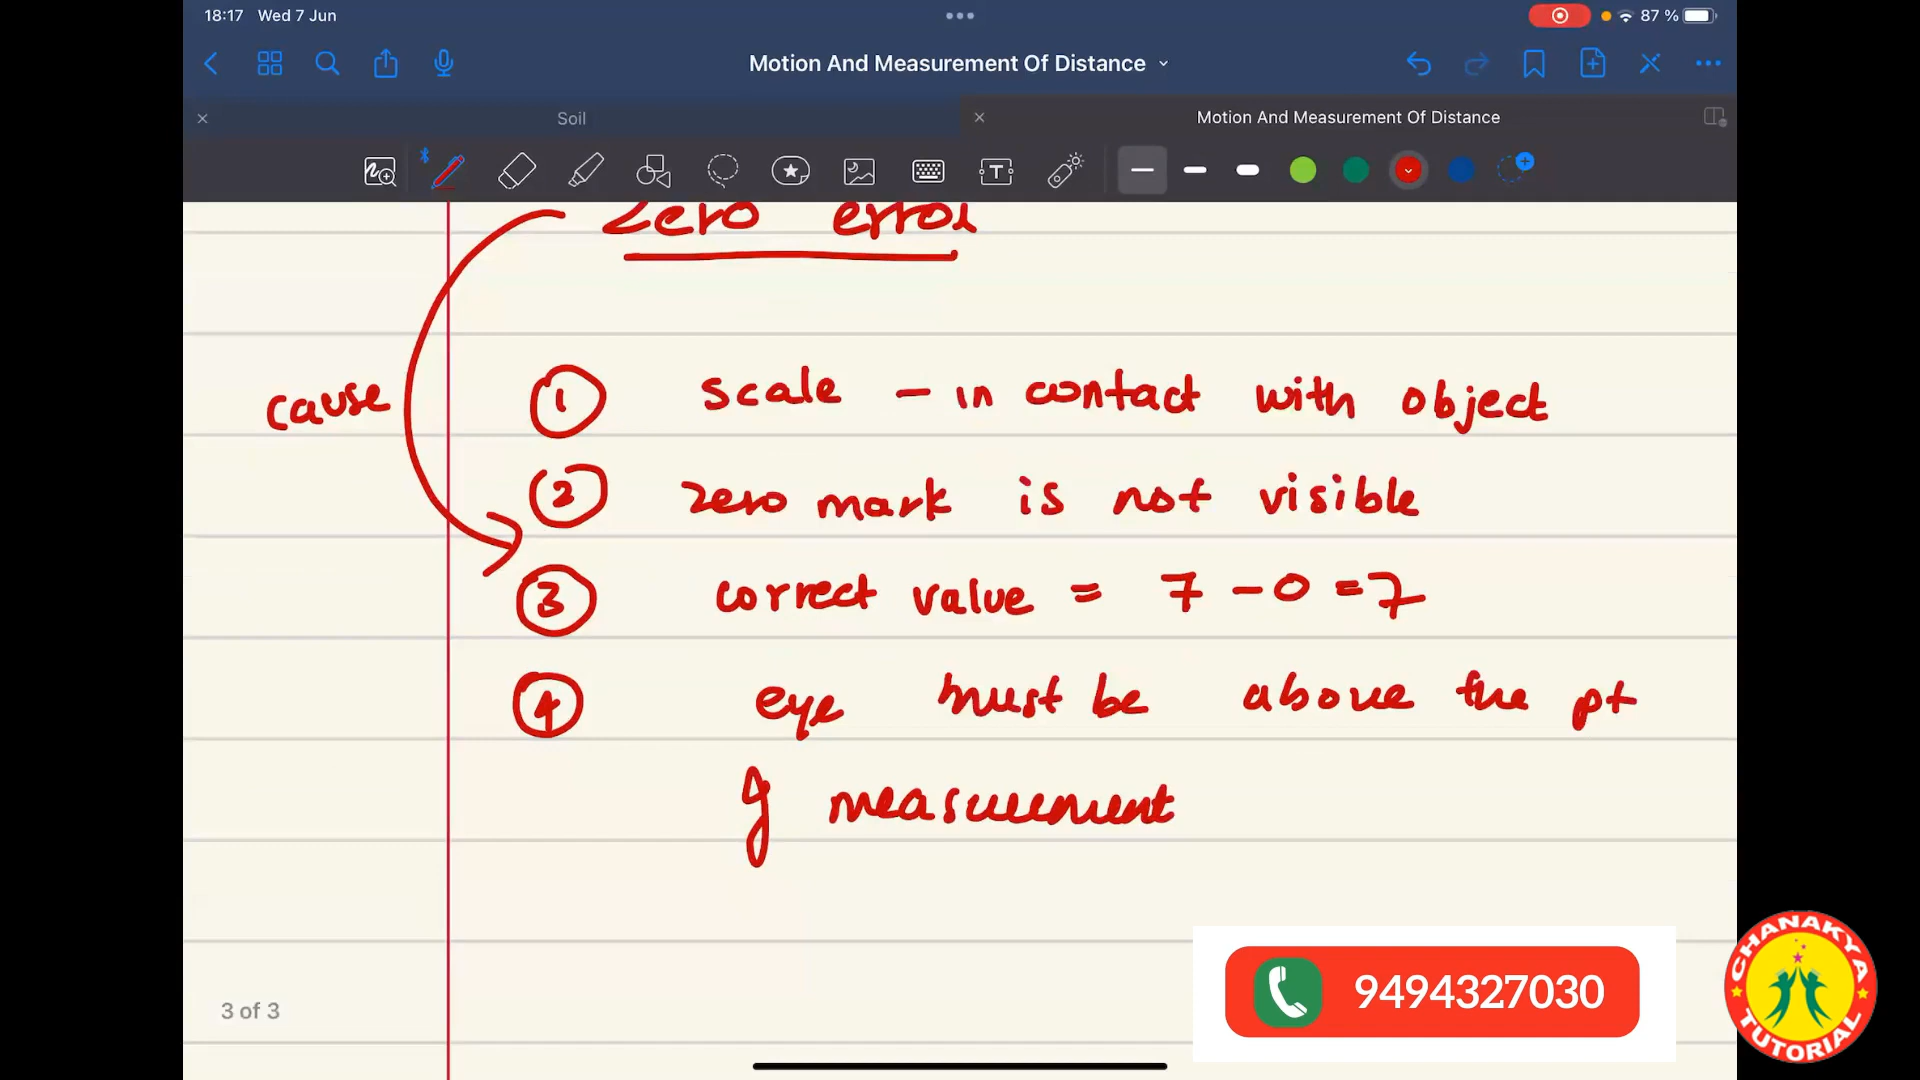 18:17 Wed 7 Jun
87 %
Motion And Measurement Of Distance
Soil
Motion And Measurement Of Distance
T
Zero error
cause
1 scale - in contact with object
2 zero mark is not visible
3 correct value = 7 - 0 = 7
4 eye must be above the pt
of measurement
3 of 3
9494327030
CHANAKYA
TUTORIAL